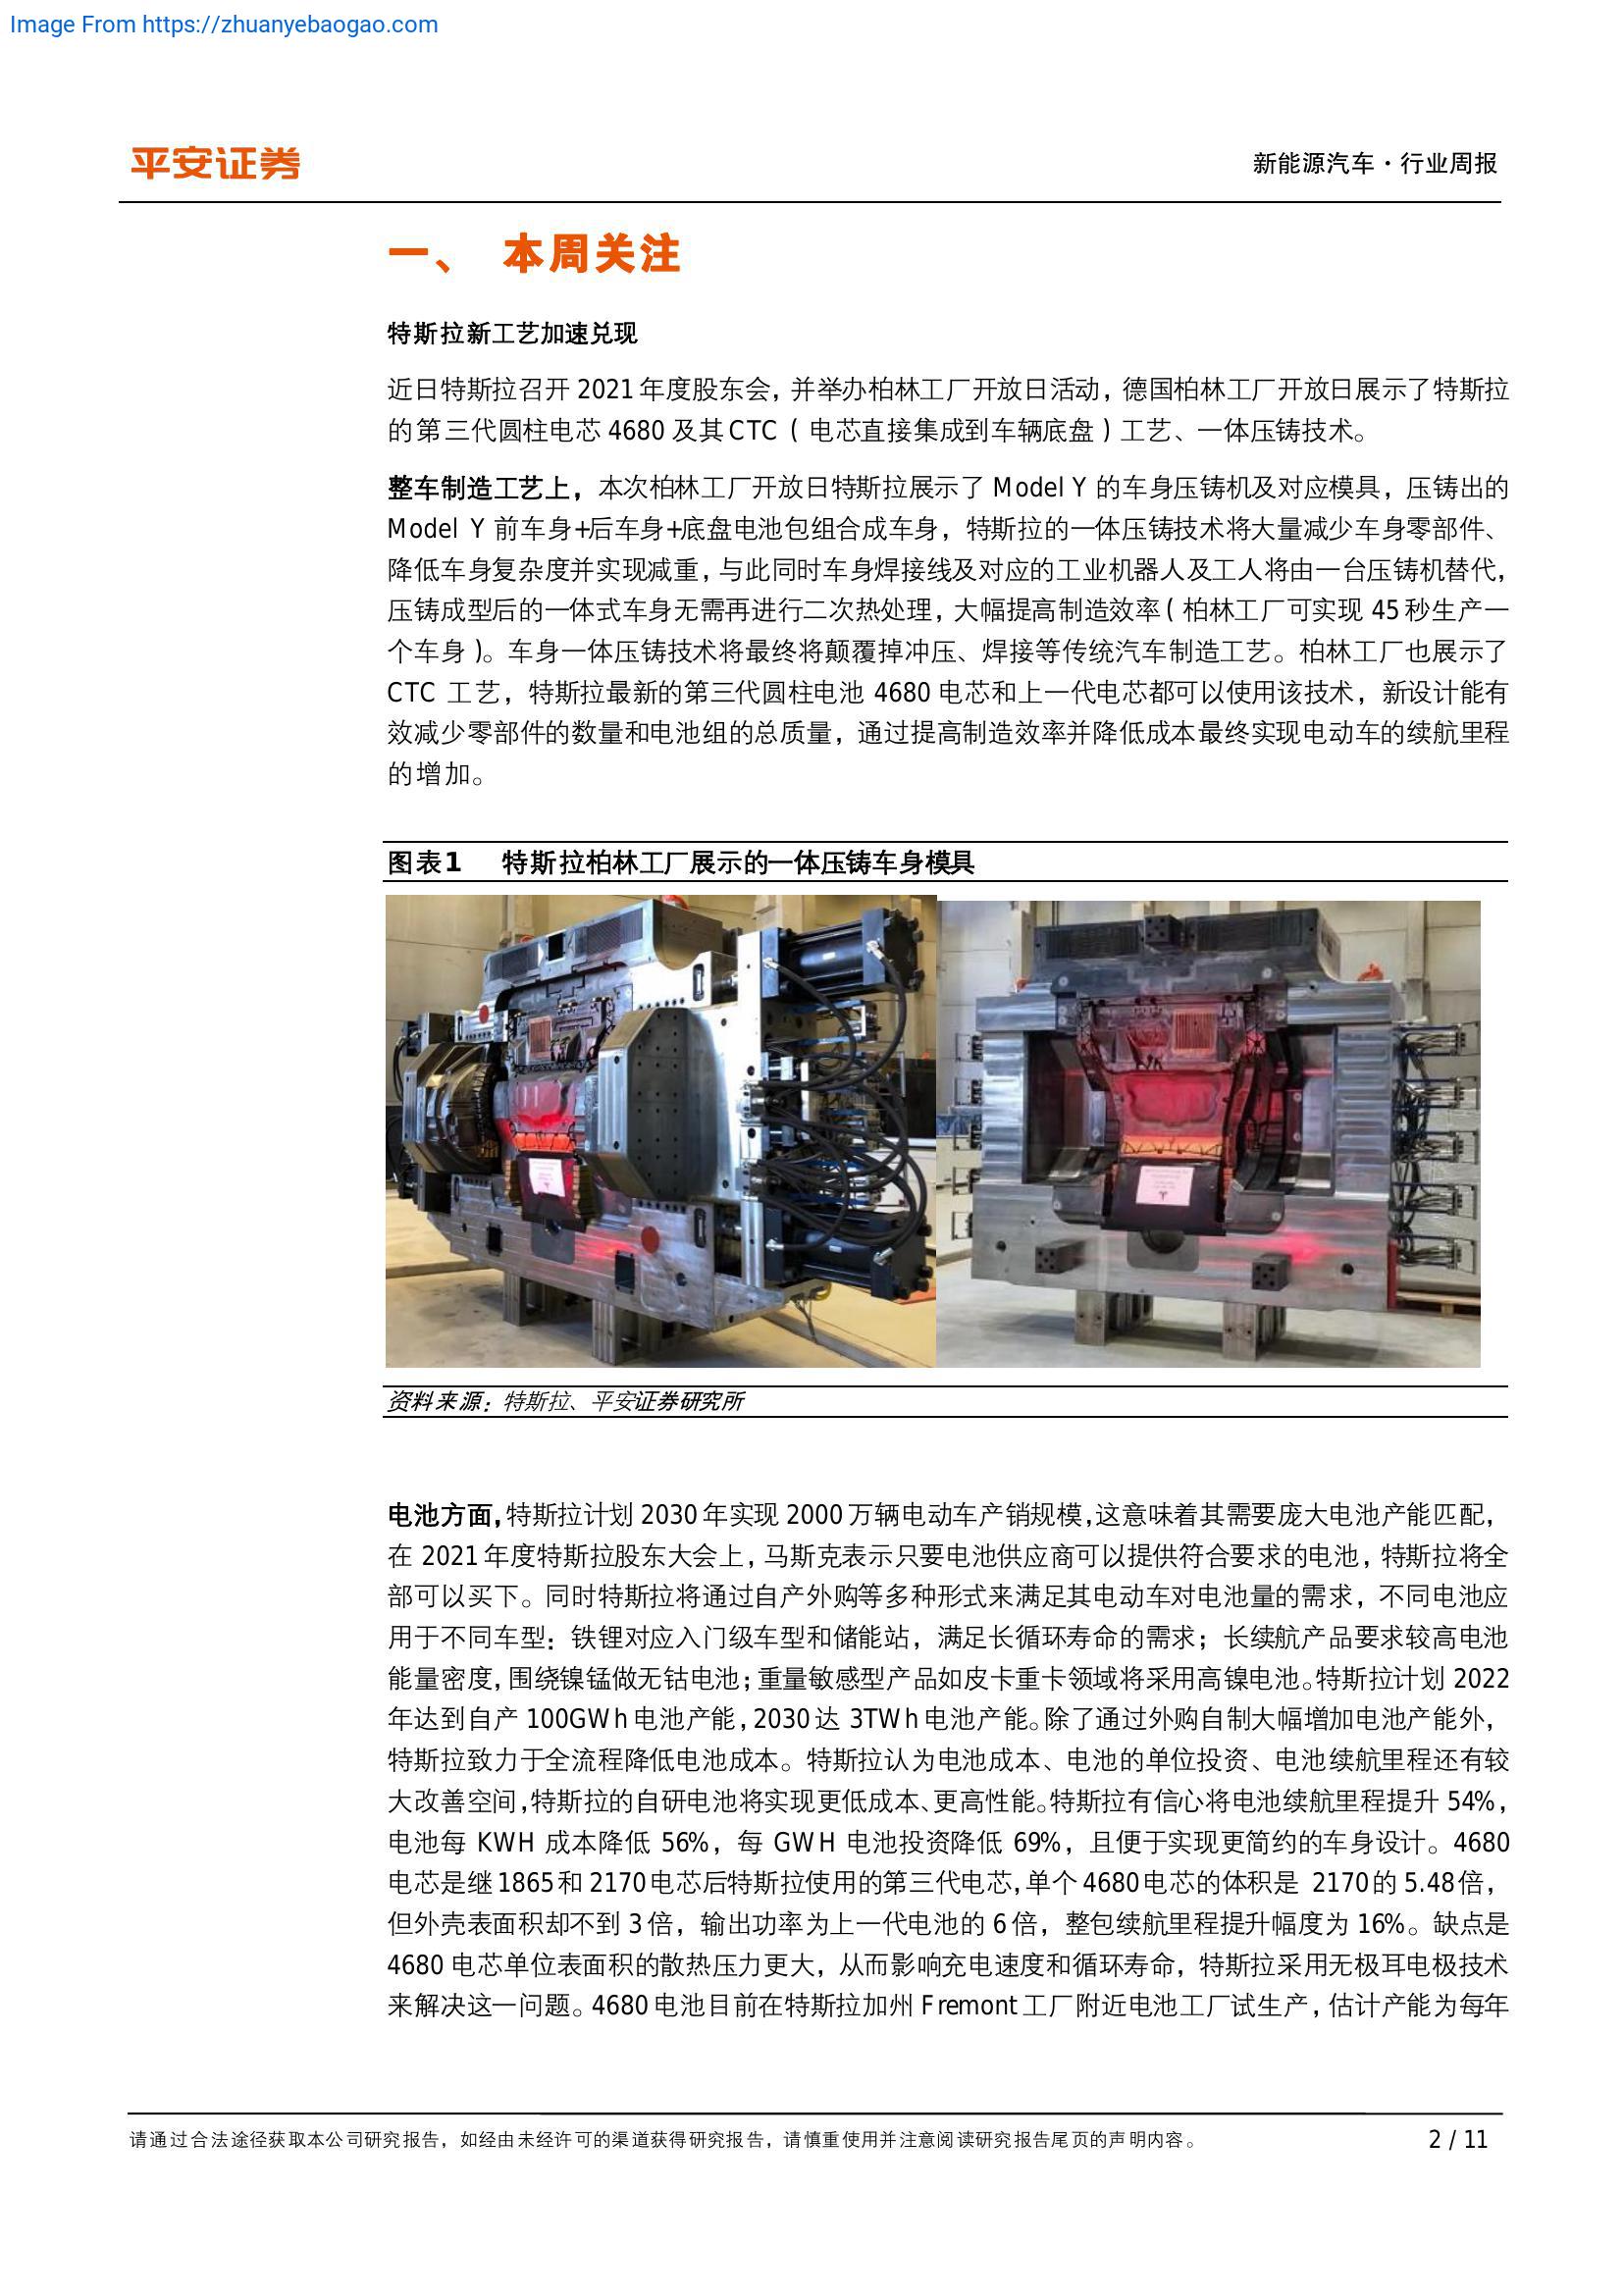 Image From https://zhuanyebaogao.com
平安证券
新能源汽车·行业周报
一、 本周关注
特斯拉新工艺加速兑现
近日特斯拉召开 2021 年度股东会，并举办柏林工厂开放日活动，德国柏林工厂开放日展示了特斯拉
的第三代圆柱电芯 4680 及其 CTC（电芯直接集成到车辆底盘）工艺、一体压铸技术。
整车制造工艺上，本次柏林工厂开放日特斯拉展示了 Model Y 的车身压铸机及对应模具，压铸出的
Model Y 前车身+后车身+底盘电池包组合成车身，特斯拉的一体压铸技术将大量减少车身零部件、
降低车身复杂度并实现减重，与此同时车身焊接线及对应的工业机器人及工人将由一台压铸机替代，
压铸成型后的一体式车身无需再进行二次热处理，大幅提高制造效率（柏林工厂可实现 45 秒生产一
个车身）。车身一体压铸技术将最终将颠覆掉冲压、焊接等传统汽车制造工艺。柏林工厂也展示了
CTC 工艺，特斯拉最新的第三代圆柱电池 4680 电芯和上一代电芯都可以使用该技术，新设计能有
效减少零部件的数量和电池组的总质量，通过提高制造效率并降低成本最终实现电动车的续航里程
的增加。
图表1 特斯拉柏林工厂展示的一体压铸车身模具
资料来源：特斯拉、平安证券研究所
电池方面，特斯拉计划 2030 年实现 2000 万辆电动车产销规模，这意味着其需要庞大电池产能匹配，
在 2021 年度特斯拉股东大会上，马斯克表示只要电池供应商可以提供符合要求的电池，特斯拉将全
部可以买下。同时特斯拉将通过自产外购等多种形式来满足其电动车对电池量的需求，不同电池应
用于不同车型：铁锂对应入门级车型和储能站，满足长循环寿命的需求；长续航产品要求较高电池
能量密度，围绕镍锰做无钴电池；重量敏感型产品如皮卡重卡领域将采用高镍电池。特斯拉计划 2022
年达到自产 100GWh 电池产能，2030 达 3TWh 电池产能。除了通过外购自制大幅增加电池产能外，
特斯拉致力于全流程降低电池成本。特斯拉认为电池成本、电池的单位投资、电池续航里程还有较
大改善空间，特斯拉的自研电池将实现更低成本、更高性能。特斯拉有信心将电池续航里程提升 54%，
电池每 KWH 成本降低 56%，每 GWH 电池投资降低 69%，且便于实现更简约的车身设计。4680
电芯是继 1865 和 2170 电芯后特斯拉使用的第三代电芯，单个 4680 电芯的体积是 2170 的 5.48 倍，
但外壳表面积却不到 3 倍，输出功率为上一代电池的 6 倍，整包续航里程提升幅度为 16%。缺点是
4680 电芯单位表面积的散热压力更大，从而影响充电速度和循环寿命，特斯拉采用无极耳电极技术
来解决这一问题。4680 电池目前在特斯拉加州 Fremont 工厂附近电池工厂试生产，估计产能为每年
请通过合法途径获取本公司研究报告，如经由未经许可的渠道获得研究报告，请慎重使用并注意阅读研究报告尾页的声明内容。
2 / 11